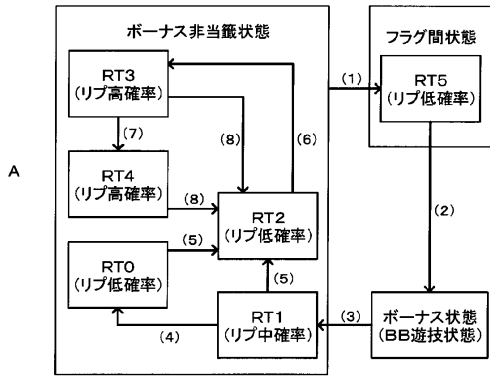 ボーナス非当籤状態
フラグ間状態
RT3
(リプ高確率)
(1)
RT5
(リプ低確率)
(7)
(8)
(6)
A
RT4
(リプ高確率)
(8)
(2)
RT2
(リプ低確率)
RT0
(リプ低確率)
(5)
(5)
(4)
RT1
(リプ中確率)
(3)
ボーナス状態
(BB遊技状態)